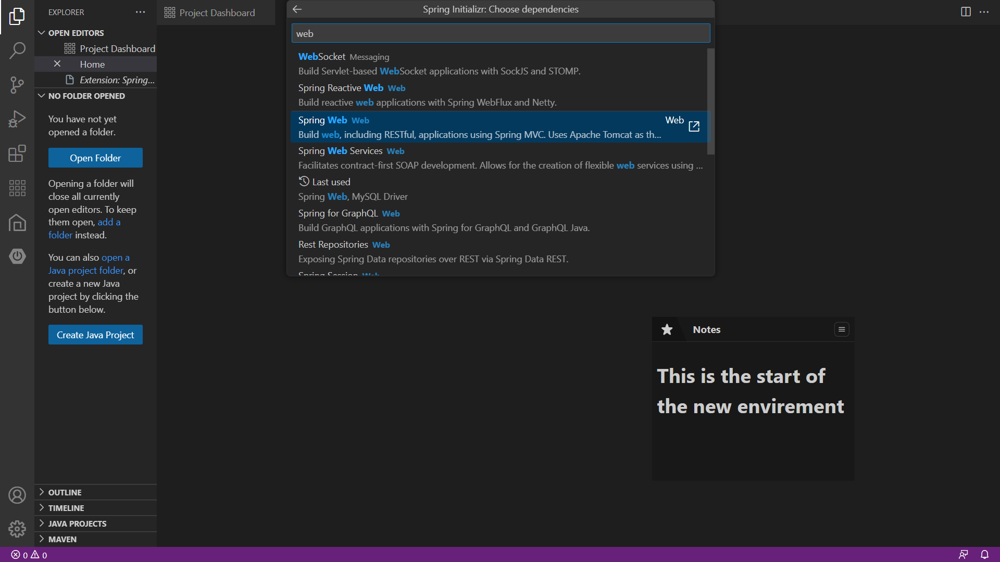 EXPLORER
OPEN EDITORS
Project Dashboard
Home
Extension: Spring...
NO FOLDER OPENED
You have not yet
opened a folder.
Open Folder
Opening a folder will
close all currently
open editors. To keep
them open, add a
folder instead.
You can also open a
Java project folder, or
create a new Java
project by clicking the
button below.
Create Java Project
OUTLINE
TIMELINE
JAVA PROJECTS
MAVEN
Project Dashboard
Spring Initializr: Choose dependencies
web
WebSocket Messaging
Build Servlet-based WebSocket applications with SockJS and STOMP.
Spring Reactive Web Web
Build reactive web applications with Spring WebFlux and Netty.
Spring Web Web Web
Build web, including RESTful, applications using Spring MVC. Uses Apache Tomcat as th...
Spring Web Services Web
Facilitates contract-first SOAP development. Allows for the creation of flexible web services using ...
Last used
Spring Web, MySQL Driver
Spring for GraphQL Web
Build GraphQL applications with Spring for GraphQL and GraphQL Java.
Rest Repositories Web
Exposing Spring Data repositories over REST via Spring Data REST.
Spring Session Web
Notes
This is the start of
the new envirement
0 0